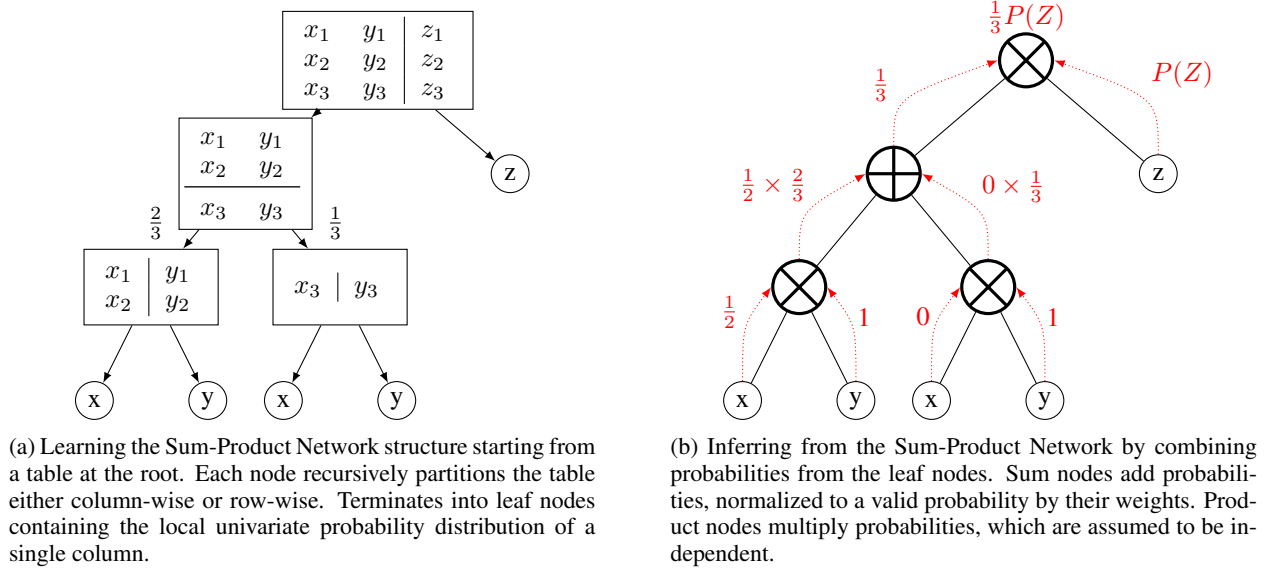 x₁ y₁ | z₁
x₂ y₂ | z₂
x₃ y₃ | z₃
x₁ y₁
x₂ y₂
x₃ y₃
z
2/3
1/3
x₁ | y₁
x₂ | y₂
x₃ | y₃
x
y
x
y
(a) Learning the Sum-Product Network structure starting from
a table at the root. Each node recursively partitions the table
either column-wise or row-wise. Terminates into leaf nodes
containing the local univariate probability distribution of a
single column.
1/3 P(Z)
1/3
P(Z)
z
1/2 × 2/3
0 × 1/3
1/2
1
0
1
x
y
x
y
(b) Inferring from the Sum-Product Network by combining
probabilities from the leaf nodes. Sum nodes add probabili-
ties, normalized to a valid probability by their weights. Prod-
uct nodes multiply probabilities, which are assumed to be in-
dependent.